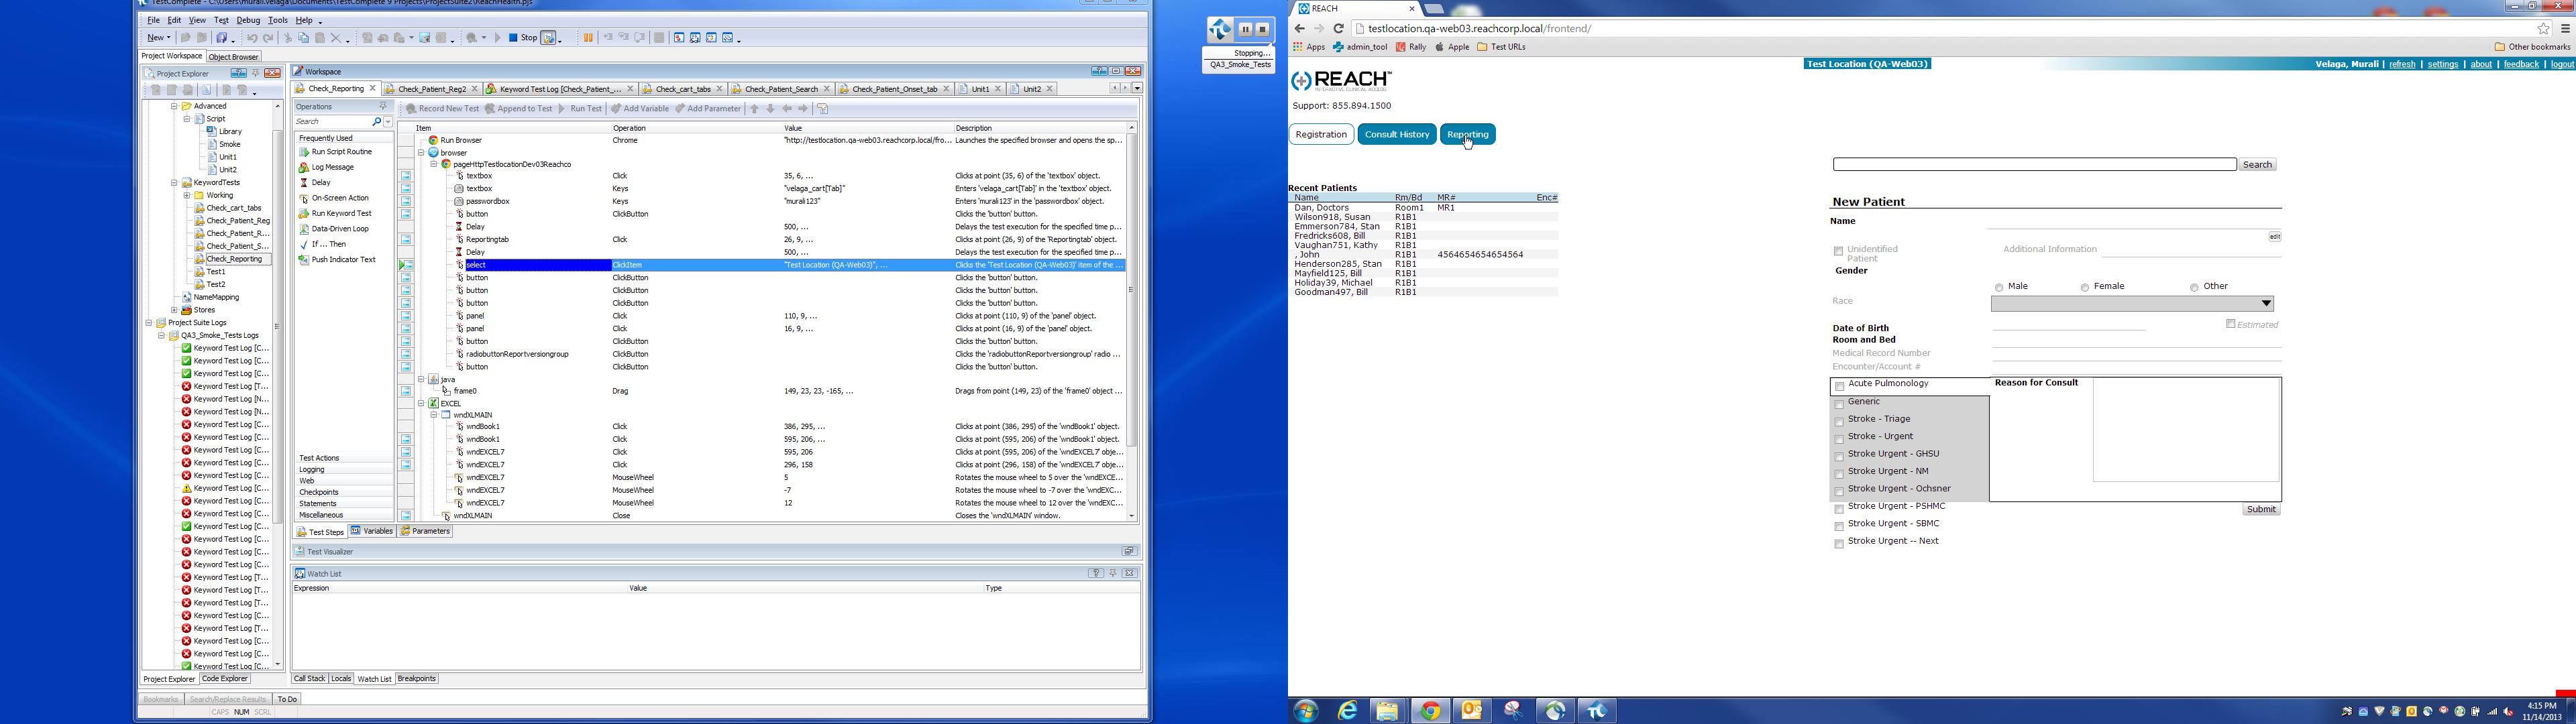 TestComplete - C:\Users\murali.velaga\Documents\TestComplete 9 Projects\ProjectSuite2\ReachHealth.pjs
File Edit View Test Debug Tools Help
New
Stop
Project Workspace Object Browser
Project Explorer
Advanced
Script
Library
Smoke
Unit1
Unit2
KeywordTests
Working
Check_cart_tabs
Check_Patient_Reg
Check_Patient_R...
Check_Patient_S...
Check_Reporting
Test1
Test2
NameMapping
Stores
Project Suite Logs
QA3_Smoke_Tests Logs
Keyword Test Log [C...
Keyword Test Log [C...
Keyword Test Log [C...
Keyword Test Log [T...
Keyword Test Log [N...
Keyword Test Log [N...
Keyword Test Log [C...
Keyword Test Log [C...
Keyword Test Log [C...
Keyword Test Log [C...
Keyword Test Log [C...
Keyword Test Log [C...
Keyword Test Log [C...
Keyword Test Log [C...
Keyword Test Log [C...
Keyword Test Log [C...
Keyword Test Log [C...
Keyword Test Log [C...
Keyword Test Log [T...
Keyword Test Log [T...
Keyword Test Log [T...
Keyword Test Log [C...
Keyword Test Log [T...
Keyword Test Log [C...
Keyword Test Log [C...
Keyword Test Log [C...
Project Explorer Code Explorer
Bookmarks Search/Replace Results To Do
CAPS NUM SCRL
Workspace
Check_Reporting Check_Patient_Reg2 Keyword Test Log [Check_Patient_... Check_cart_tabs Check_Patient_Search Check_Patient_Onset_tab Unit1 Unit2
Operations
Search
Frequently Used
Run Script Routine
Log Message
Delay
On-Screen Action
Run Keyword Test
Data-Driven Loop
If ... Then
Push Indicator Text
Test Actions
Logging
Web
Checkpoints
Statements
Miscellaneous
Record New Test Append to Test Run Test Add Variable Add Parameter
Item Operation Value Description
Run Browser Chrome "http://testlocation.qa-web03.reachcorp.local/fro... Launches the specified browser and opens the sp...
browser
pageHttpTestlocationDev03Reachco
textbox Click 35, 6, ... Clicks at point (35, 6) of the 'textbox' object.
textbox Keys "velaga_cart[Tab]" Enters 'velaga_cart[Tab]' in the 'textbox' object.
passwordbox Keys "murali123" Enters 'murali123' in the 'passwordbox' object.
button ClickButton Clicks the 'button' button.
Delay 500, ... Delays the test execution for the specified time p...
Reportingtab Click 26, 9, ... Clicks at point (26, 9) of the 'Reportingtab' object.
Delay 500, ... Delays the test execution for the specified time p...
select ClickItem "Test Location (QA-Web03)", ... Clicks the 'Test Location (QA-Web03)' item of the ...
button ClickButton Clicks the 'button' button.
button ClickButton Clicks the 'button' button.
button ClickButton Clicks the 'button' button.
panel Click 110, 9, ... Clicks at point (110, 9) of the 'panel' object.
panel Click 16, 9, ... Clicks at point (16, 9) of the 'panel' object.
button ClickButton Clicks the 'button' button.
radiobuttonReportversiongroup ClickButton Clicks the 'radiobuttonReportversiongroup' radio ...
button ClickButton Clicks the 'button' button.
java
frame0 Drag 149, 23, 23, -165, ... Drags from point (149, 23) of the 'frame0' object ...
EXCEL
wndXLMAIN
wndBook1 Click 386, 295, ... Clicks at point (386, 295) of the 'wndBook1' object.
wndBook1 Click 595, 206, ... Clicks at point (595, 206) of the 'wndBook1' object.
wndEXCEL7 Click 595, 206 Clicks at point (595, 206) of the 'wndEXCEL7' obje...
wndEXCEL7 Click 296, 158 Clicks at point (296, 158) of the 'wndEXCEL7' obje...
wndEXCEL7 MouseWheel 5 Rotates the mouse wheel to 5 over the 'wndEXCE...
wndEXCEL7 MouseWheel -7 Rotates the mouse wheel to -7 over the 'wndEXC...
wndEXCEL7 MouseWheel 12 Rotates the mouse wheel to 12 over the 'wndEXC...
wndXLMAIN Close Closes the 'wndXLMAIN' window.
Test Steps Variables Parameters
Test Visualizer
Watch List
Expression Value Type
Call Stack Locals Watch List Breakpoints
Stopping...
QA3_Smoke_Tests
REACH
testlocation.qa-web03.reachcorp.local/frontend/
Apps admin_tool Rally Apple Test URLs Other bookmarks
Test Location (QA-Web03) Velaga, Murali | refresh | settings | about | feedback | logout
REACH™
INTERACTIVE CLINICAL ACCESS
Support: 855.894.1500
Registration Consult History Reporting
Search
Recent Patients
Name Rm/Bd MR# Enc#
Dan, Doctors Room1 MR1
Wilson918, Susan R1B1
Emmerson784, Stan R1B1
Fredricks608, Bill R1B1
Vaughan751, Kathy R1B1
, John R1B1 4564654654654564
Henderson285, Stan R1B1
Mayfield125, Bill R1B1
Holiday39, Michael R1B1
Goodman497, Bill R1B1
New Patient
Name
edit
Unidentified Patient Additional Information
Gender
Male Female Other
Race
Date of Birth Estimated
Room and Bed
Medical Record Number
Encounter/Account #
Acute Pulmonology Reason for Consult
Generic
Stroke - Triage
Stroke - Urgent
Stroke Urgent - GHSU
Stroke Urgent - NM
Stroke Urgent - Ochsner
Stroke Urgent - PSHMC
Stroke Urgent - SBMC
Stroke Urgent -- Next
Submit
4:15 PM
11/14/2013